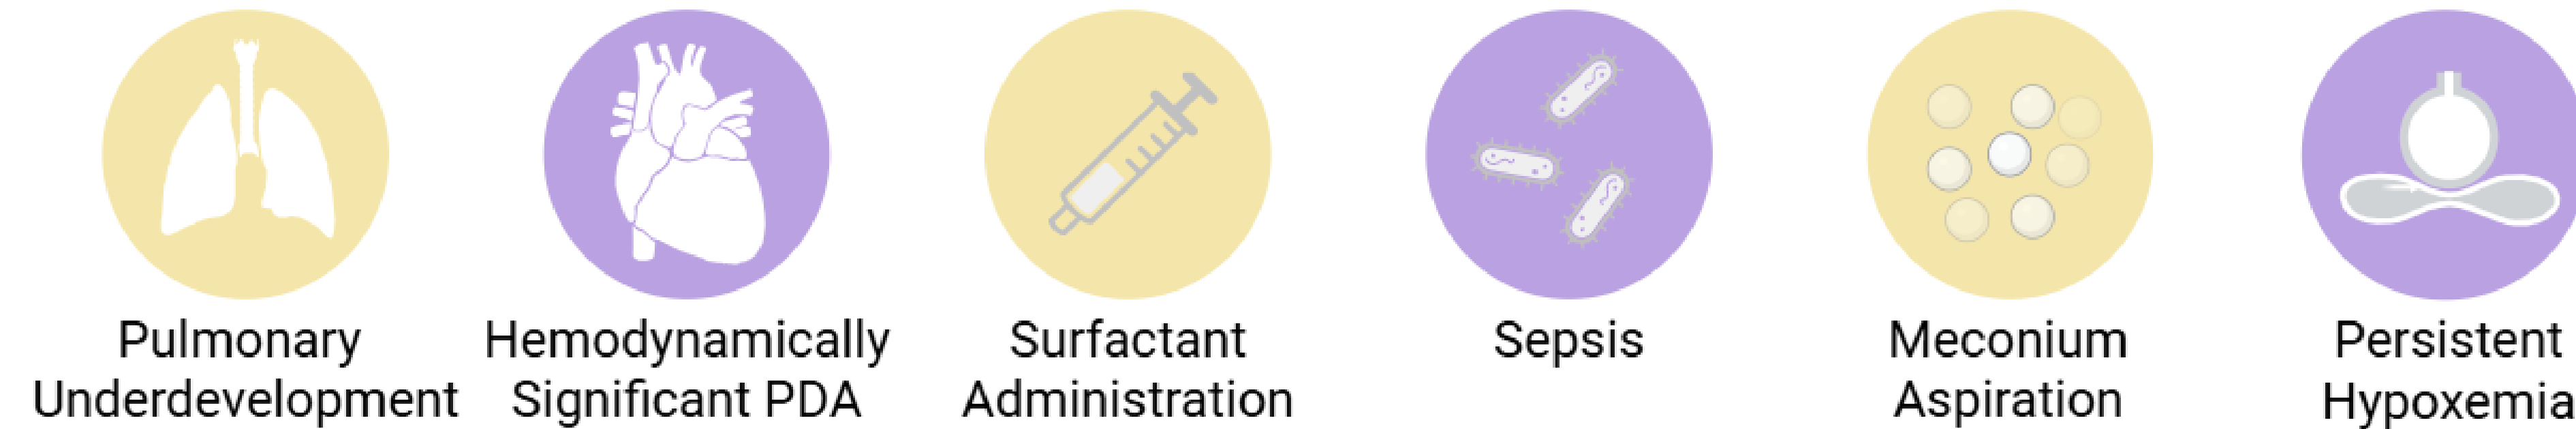 Pulmonary
Underdevelopment
Hemodynamically
Significant PDA
Surfactant
Administration
Sepsis
Meconium
Aspiration
Persistent
Hypoxemia